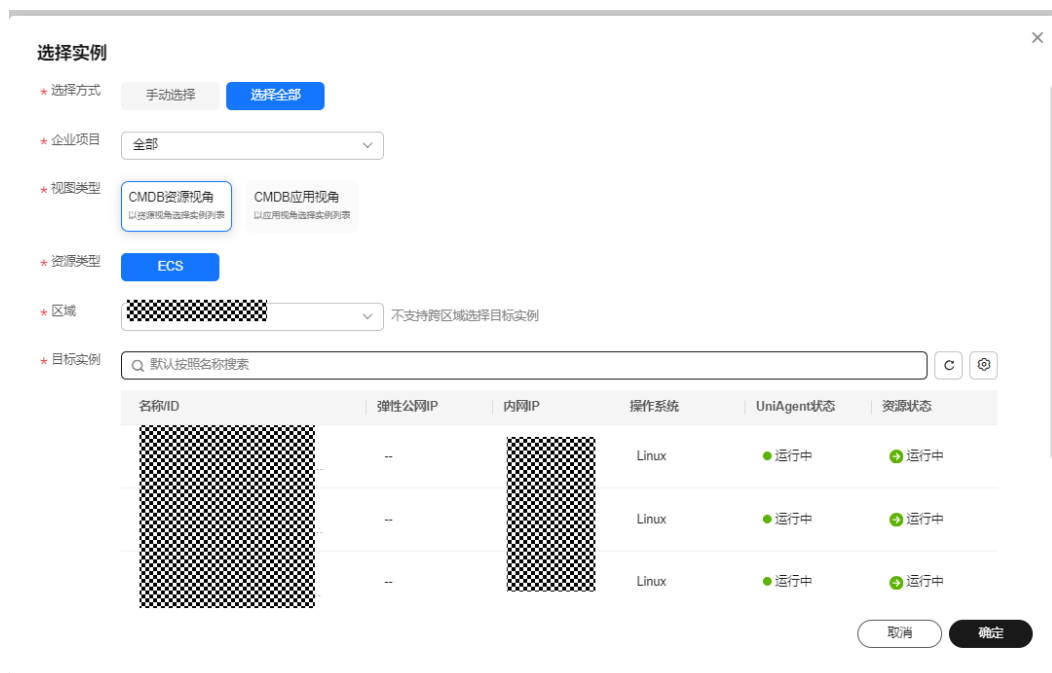 选择实例
* 选择方式 手动选择 选择全部
* 企业项目 全部
* 视图类型 CMDB资源视角 CMDB应用视角
以资源视角选择实例列表 以应用视角选择实例列表
* 资源类型 ECS
* 区域 不支持跨区域选择目标实例
* 目标实例 默认按照名称搜索
名称/ID 弹性公网IP 内网IP 操作系统 UniAgent状态 资源状态
-- Linux 运行中 运行中
-- Linux 运行中 运行中
-- Linux 运行中 运行中
取消 确定